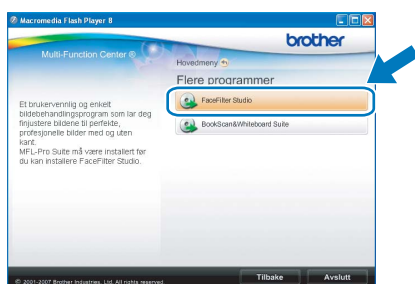 Macromedia Flash Player 8
brother
Multi-Function Center ®
Hovedmeny
Flere programmer
FaceFilter Studio
BookScan&Whiteboard Suite
Et brukervennlig og enkelt
bildebehandlingsprogram som lar deg
finjustere bildene til perfekte,
profesjonelle bilder med og uten
kant.
MFL-Pro Suite må være installert før
du kan installere FaceFilter Studio.
© 2001-2007 Brother Industries, Ltd. All rights reserved.
Tilbake
Avslutt